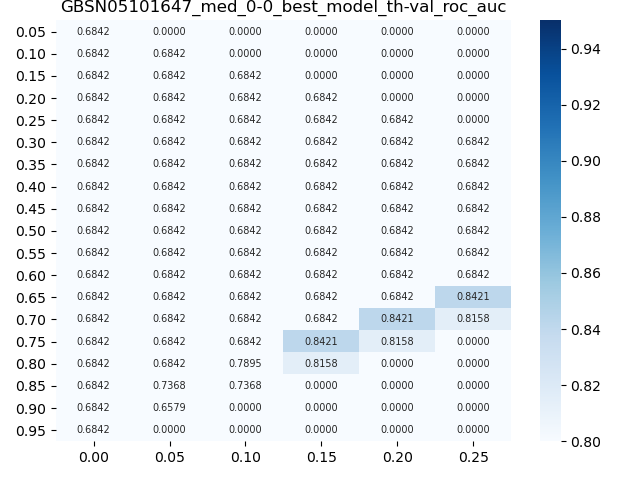 GBSN05101647_med_0-0_best_model_th-val_roc_auc
0.05 0.6842 0.0000 0.0000 0.0000 0.0000 0.0000
0.10 0.6842 0.6842 0.0000 0.0000 0.0000 0.0000
0.15 0.6842 0.6842 0.6842 0.0000 0.0000 0.0000
0.20 0.6842 0.6842 0.6842 0.6842 0.0000 0.0000
0.25 0.6842 0.6842 0.6842 0.6842 0.6842 0.0000
0.30 0.6842 0.6842 0.6842 0.6842 0.6842 0.6842
0.35 0.6842 0.6842 0.6842 0.6842 0.6842 0.6842
0.40 0.6842 0.6842 0.6842 0.6842 0.6842 0.6842
0.45 0.6842 0.6842 0.6842 0.6842 0.6842 0.6842
0.50 0.6842 0.6842 0.6842 0.6842 0.6842 0.6842
0.55 0.6842 0.6842 0.6842 0.6842 0.6842 0.6842
0.60 0.6842 0.6842 0.6842 0.6842 0.6842 0.6842
0.65 0.6842 0.6842 0.6842 0.6842 0.6842 0.8421
0.70 0.6842 0.6842 0.6842 0.6842 0.8421 0.8158
0.75 0.6842 0.6842 0.6842 0.8421 0.8158 0.0000
0.80 0.6842 0.6842 0.7895 0.8158 0.0000 0.0000
0.85 0.6842 0.7368 0.7368 0.0000 0.0000 0.0000
0.90 0.6842 0.6579 0.0000 0.0000 0.0000 0.0000
0.95 0.6842 0.0000 0.0000 0.0000 0.0000 0.0000
0.00 0.05 0.10 0.15 0.20 0.25
0.94
0.92
0.90
0.88
0.86
0.84
0.82
0.80